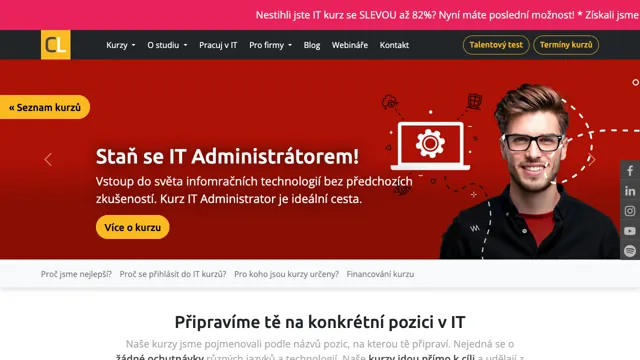 Nestihli jste IT kurz se SLEVOU až 82%? Nyní máte poslední možnost! * Získali jsme
CL
Kurzy
O studiu
Pracuj v IT
Pro firmy
Blog
Webináře
Kontakt
Talentový test
Termíny kurzů
« Seznam kurzů
Staň se IT Administrátorem!
Vstup do světa infomračních technologií bez předchozích
zkušeností. Kurz IT Administrator je ideální cesta.
Více o kurzu
Proč jsme nejlepší?
Proč se přihlásit do IT kurzů?
Pro koho jsou kurzy určeny?
Financování kurzu
Připravíme tě na konkrétní pozici v IT
Naše kurzy jsme pojmenovali podle názvů pozic, na kterou tě připraví. Nejedná se o
žádné ochutnávky různých jazyků a technologií. Naše kurzy jdou přímo k cíli a udělají z